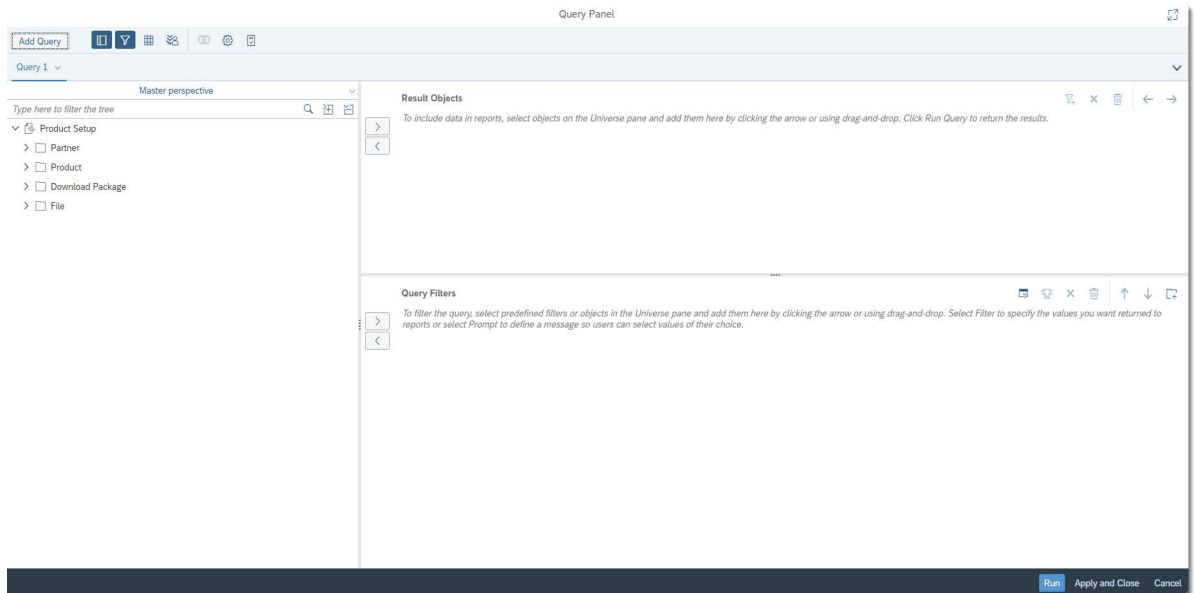 Query Panel
Add Query
Query 1
Master perspective
Type here to filter the tree
Product Setup
Partner
Product
Download Package
File
Result Objects
To include data in reports, select objects on the Universe pane and add them here by clicking the arrow or using drag-and-drop. Click Run Query to return the results.
Query Filters
To filter the query, select predefined filters or objects in the Universe pane and add them here by clicking the arrow or using drag-and-drop. Select Filter to specify the values you want returned to
reports or select Prompt to define a message so users can select values of their choice.
Run Apply and Close Cancel